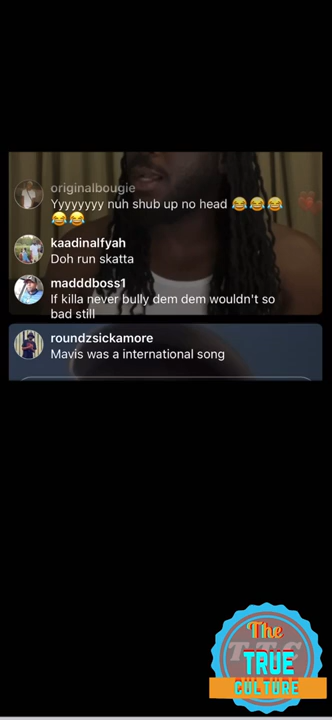 originalbougie
Yyyyyyyy nuh shub up no head 😂😂😂
😂😂
kaadinalfyah
Doh run skatta
madddboss1
If killa never bully dem dem wouldn't so
bad still
roundzsickamore
Mavis was a international song
The
T.T.C
TRUE
CULTURE